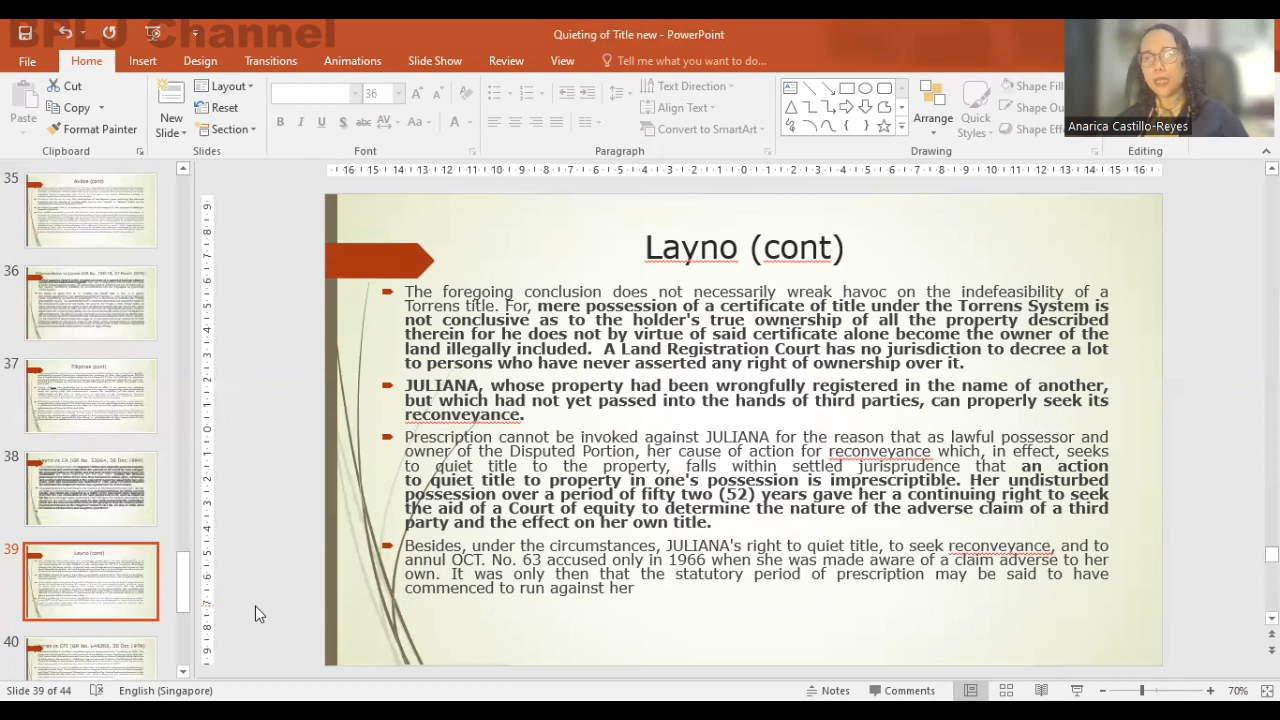 BPLJ Channel
Quieting of Title new - PowerPoint
File
Home
Insert
Design
Transitions
Animations
Slide Show
Review
View
Tell me what you want to do...
Paste
Cut
Copy
Format Painter
Clipboard
New
Slide
Layout
Reset
Section
Slides
36
Font
Text Direction
Align Text
Convert to SmartArt
Paragraph
Arrange
Quick
Styles
Shape Fill
Shape Ou
Shape Effe
Drawing
Editing
Anarica Castillo-Reyes
35
36
37
38
39
Layno (cont)
40
Layno (cont)
The foregoing conclusion does not necessarily wreak havoc on the indefeasibility of a
Torrens title. For, mere possession of a certificate of title under the Torrens System is
not conclusive as to the holder's true ownership of all the property described
therein for he does not by virtue of said certificate alone become the owner of the
land illegally included. A Land Registration Court has no jurisdiction to decree a lot
to persons who have never asserted any right of ownership over it.
JULIANA, whose property had been wrongfully registered in the name of another,
but which had not yet passed into the hands of third parties, can properly seek its
reconveyance.
Prescription cannot be invoked against JULIANA for the reason that as lawful possessor and
owner of the Disputed Portion, her cause of action for reconveyance which, in effect, seeks
to quiet title to the property, falls within settled jurisprudence that an action
to quiet title to property in one's possession is imprescriptible. Her undisturbed
possession over a period of fifty two (52) years gave her a continuing right to seek
the aid of a Court of equity to determine the nature of the adverse claim of a third
party and the effect on her own title.
Besides, under the circumstances, JULIANA's right to quiet title, to seek reconveyance, and to
annul OCT. No. 63 accrued only in 1966 when she was made aware of a claim adverse to her
own. It was only then that the statutory period of prescription may be said to have
commenced to run against her
Slide 39 of 44
English (Singapore)
Notes
Comments
70%